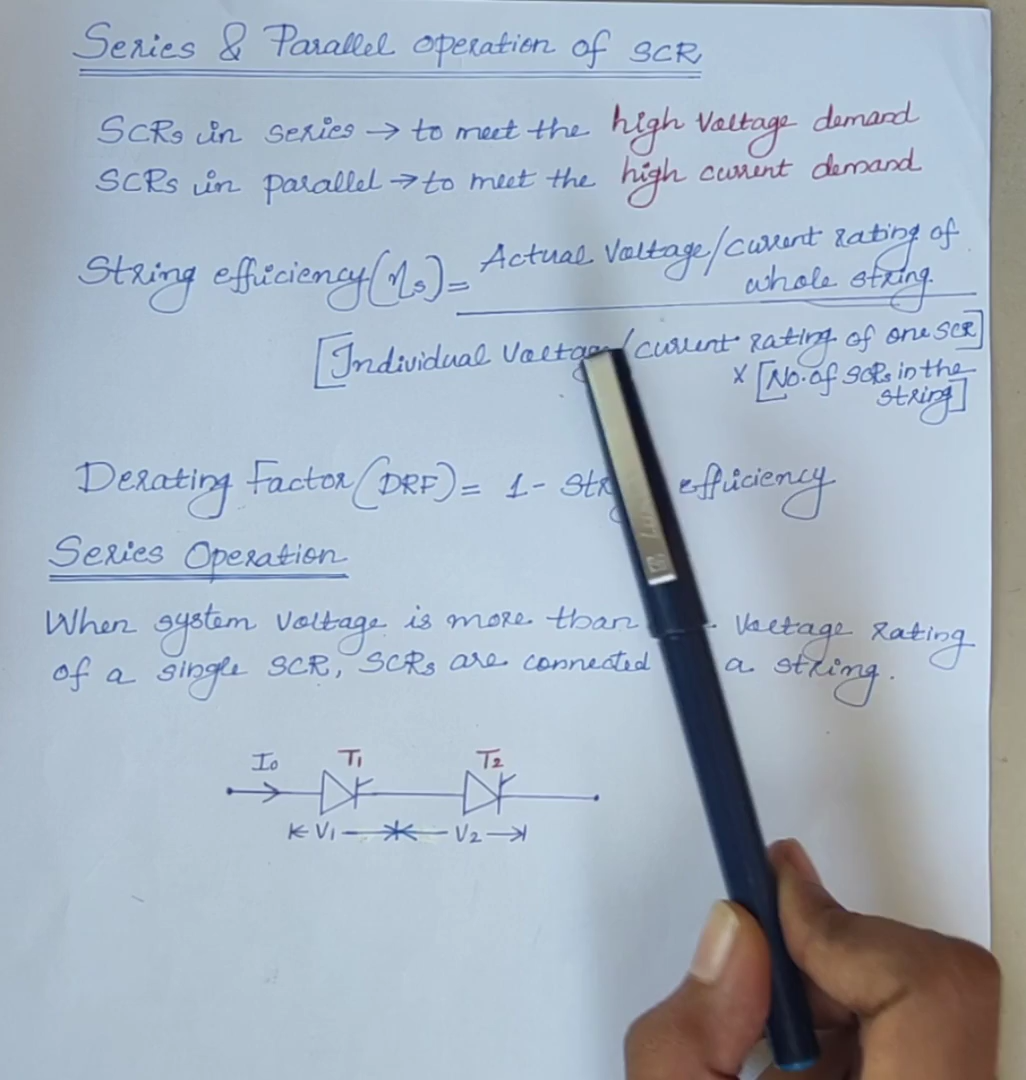 Series & Parallel operation of SCR
SCRs in series → to meet the high Voltage demand
SCRs in parallel → to meet the high current demand
String efficiency (ηs) = Actual Voltage/current rating of
whole string
[Individual Voltage/current rating of one SCR]
x [No. of SCRs in the
string]
Derating Factor (DRF) = 1 - efficiency
Series Operation
When system voltage is more than Voltage rating
of a single SCR, SCRs are connected a string.
Io T1 T2
V1 V2